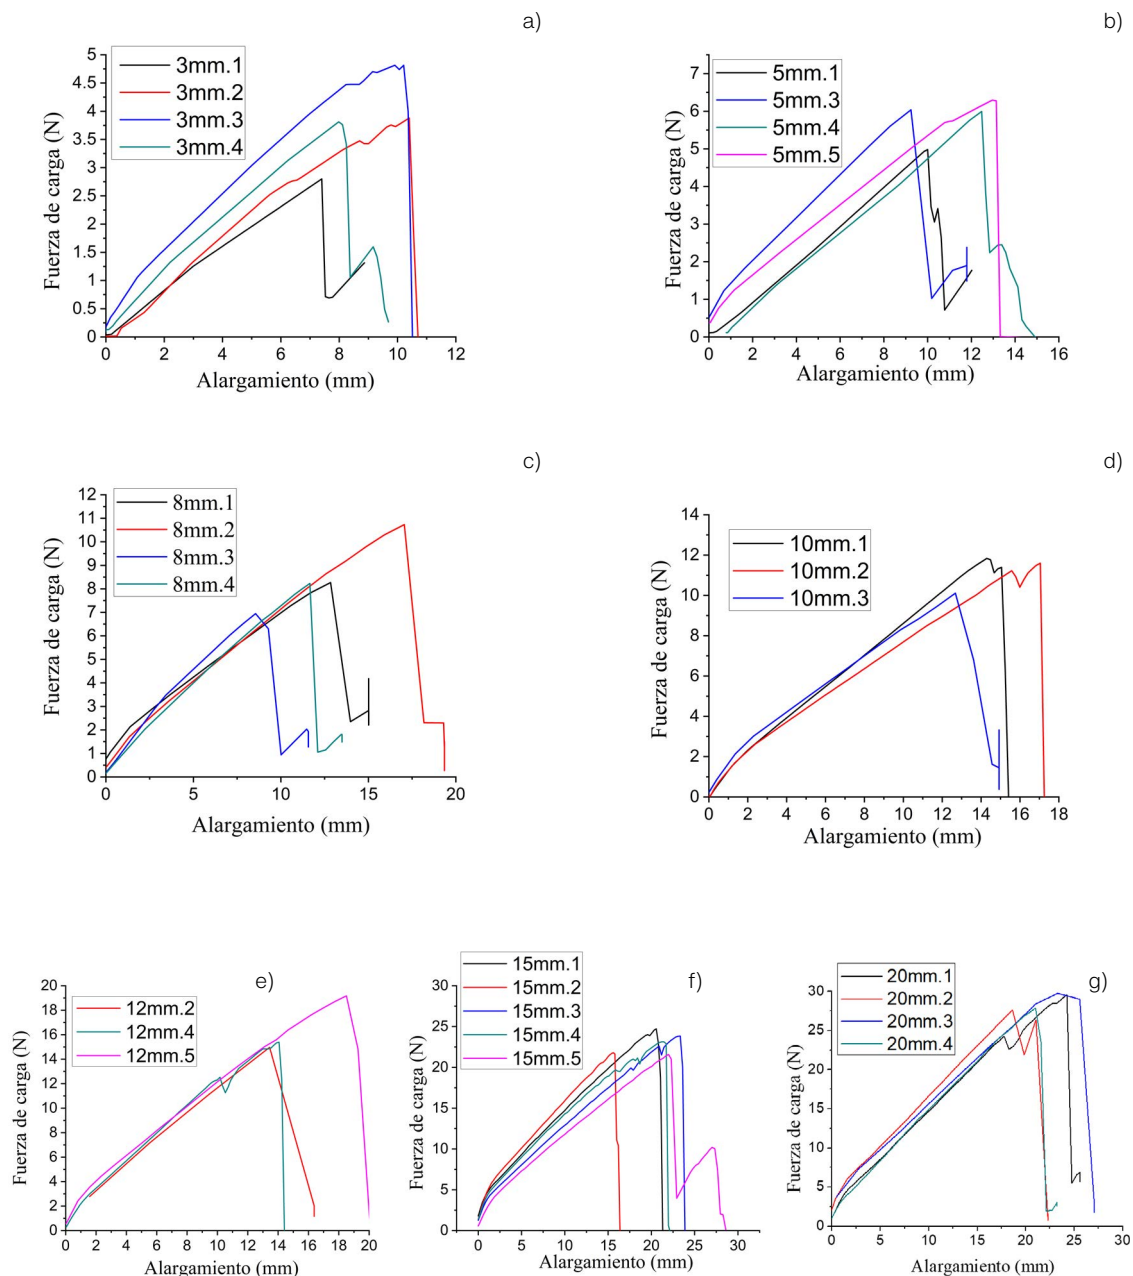 a)
5
4.5
4
3.5
3
2.5
2
1.5
1
0.5
0
Fuerza de carga (N)
3mm.1
3mm.2
3mm.3
3mm.4
0 2 4 6 8 10 12
Alargamiento (mm)
b)
7
6
5
4
3
2
1
0
Fuerza de carga (N)
5mm.1
5mm.3
5mm.4
5mm.5
0 2 4 6 8 10 12 14 16
Alargamiento (mm)
c)
12
11
10
9
8
7
6
5
4
3
2
1
0
Fuerza de carga (N)
8mm.1
8mm.2
8mm.3
8mm.4
0 5 10 15 20
Alargamiento (mm)
d)
14
12
10
8
6
4
2
0
Fuerza de carga (N)
10mm.1
10mm.2
10mm.3
0 2 4 6 8 10 12 14 16 18
Alargamiento (mm)
e)
20
18
16
14
12
10
8
6
4
2
0
Fuerza de carga (N)
12mm.2
12mm.4
12mm.5
0 2 4 6 8 10 12 14 16 18 20
Alargamiento (mm)
f)
30
25
20
15
10
5
0
Fuerza de carga (N)
15mm.1
15mm.2
15mm.3
15mm.4
15mm.5
0 5 10 15 20 25 30
Alargamiento (mm)
g)
30
25
20
15
10
5
0
Fuerza de carga (N)
20mm.1
20mm.2
20mm.3
20mm.4
0 5 10 15 20 25 30
Alargamiento (mm)